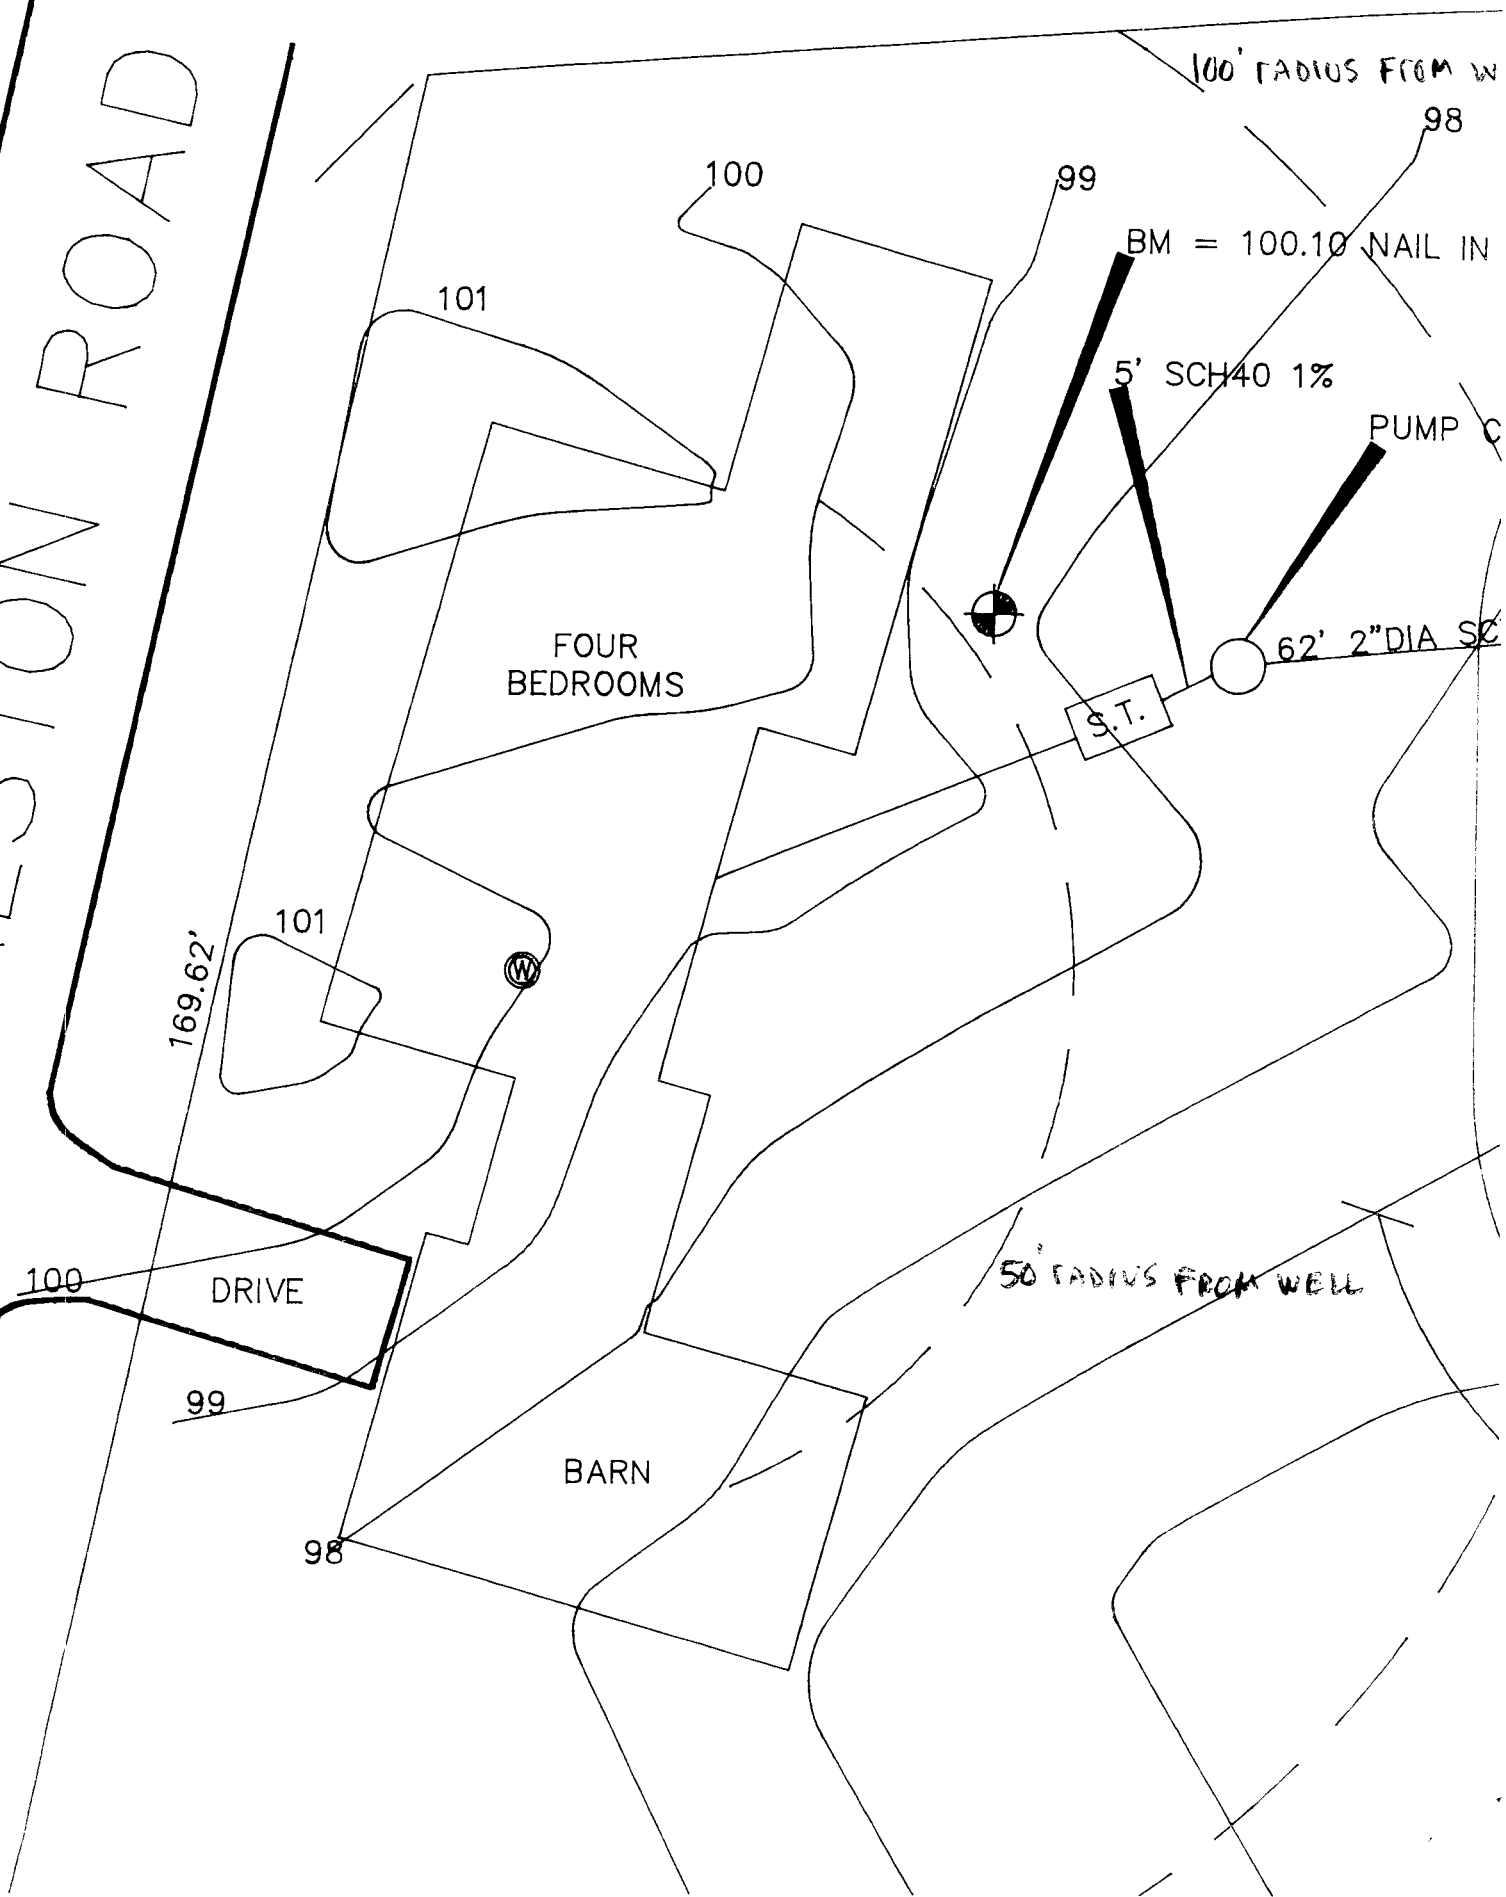 100' RADIUS FROM W
98
100
99
BM = 100.10 NAIL IN
101
5' SCH40 1%
PUMP C
ROAD
FOUR
BEDROOMS
62' 2"DIA SC
S.T.
101
169.62'
W
50' RADIUS FROM WELL
100
DRIVE
99
BARN
98